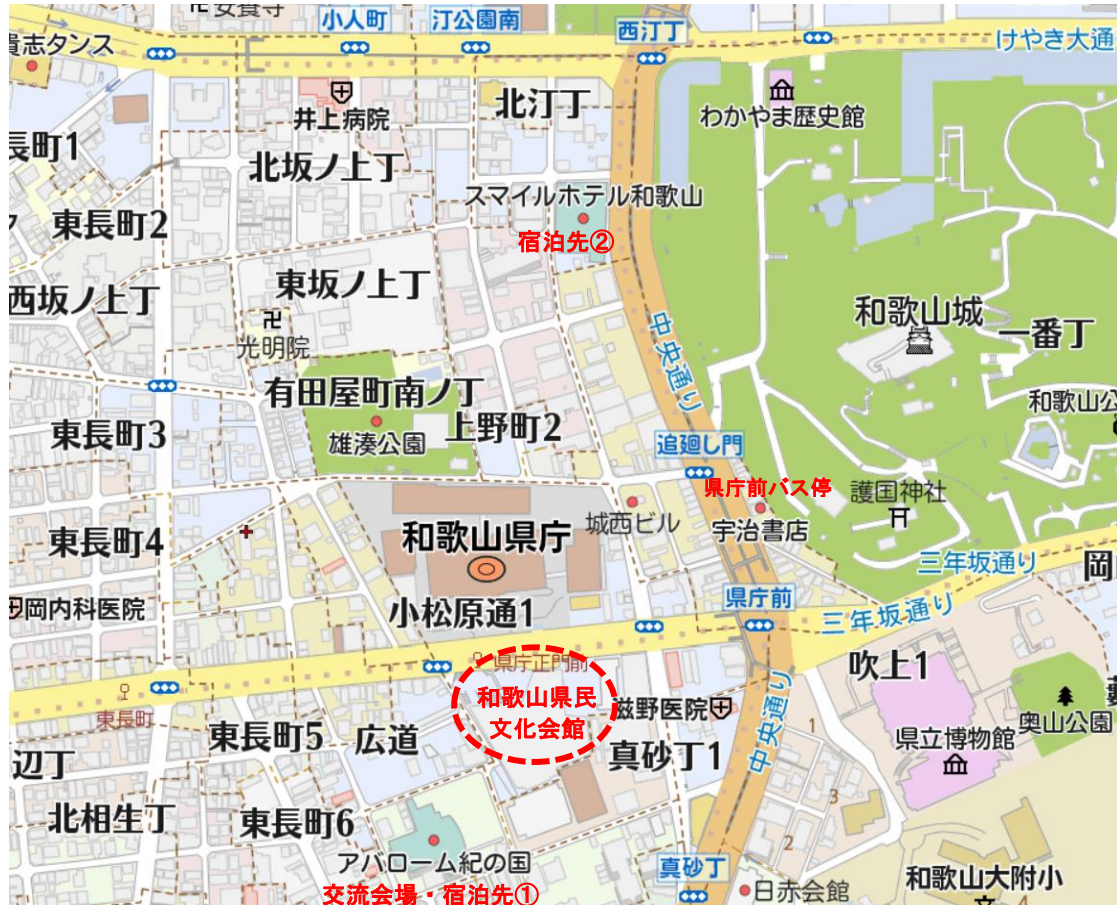 安養寺
小人町
汀公園南
西汀丁
けやき大通
貴志タンス
北汀丁
井上病院
わかやま歴史館
長町1
北坂ノ上丁
スマイルホテル和歌山
宿泊先②
東長町2
東坂ノ上丁
西坂ノ上丁
光明院
中央通り
和歌山城
一番丁
有田屋町南ノ丁
和歌山公
東長町3
雄湊公園
上野町2
追廻し門
県庁前バス停
護国神社
和歌山県庁
城西ビル
宇治書店
東長町4
三年坂通り
岡
岡内科医院
小松原通1
県庁前
三年坂通り
県庁正門前
吹上1
和歌山県民
文化会館
滋野医院
東長町
奥山公園
東長町5
広道
真砂丁1
中央通り
県立博物館
1
辺丁
3
北相生丁
東長町6
2
アバローム紀の国
真砂丁
日赤会館
和歌山大附小
交流会場・宿泊先①
4